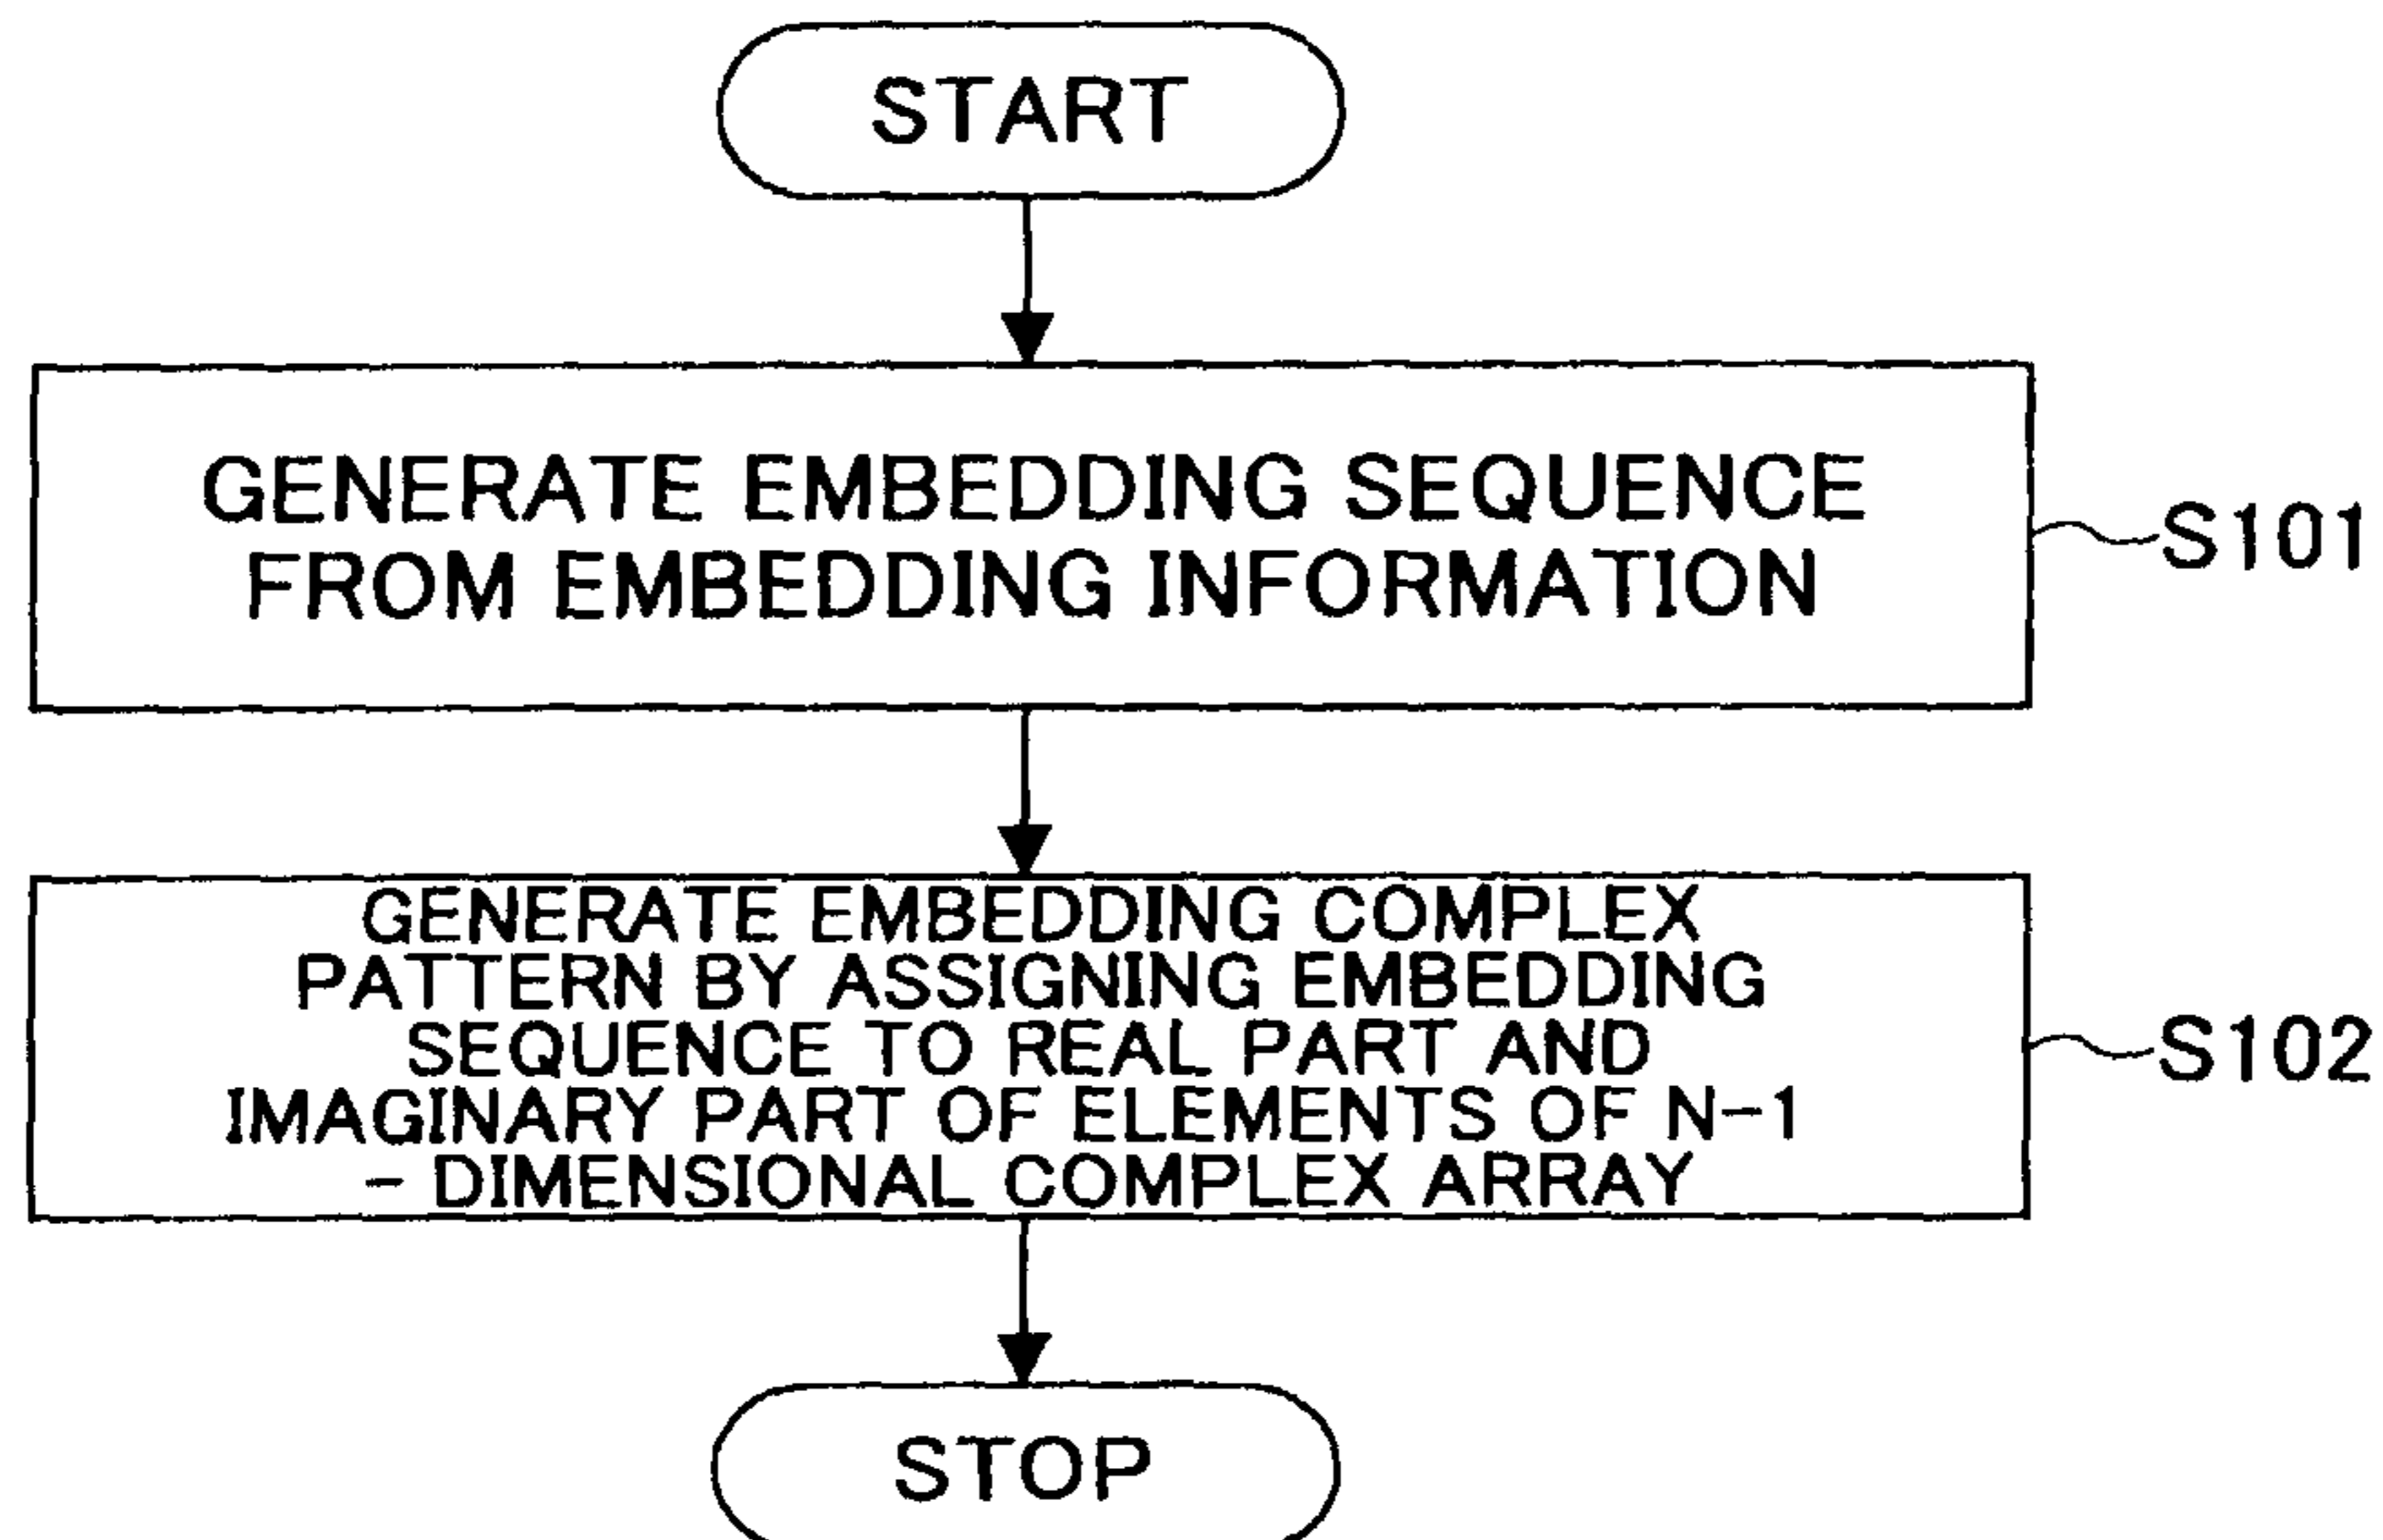 START
GENERATE EMBEDDING SEQUENCE
FROM EMBEDDING INFORMATION
S101
GENERATE EMBEDDING COMPLEX
PATTERN BY ASSIGNING EMBEDDING
SEQUENCE TO REAL PART AND
IMAGINARY PART OF ELEMENTS OF N-1
- DIMENSIONAL COMPLEX ARRAY
S102
STOP